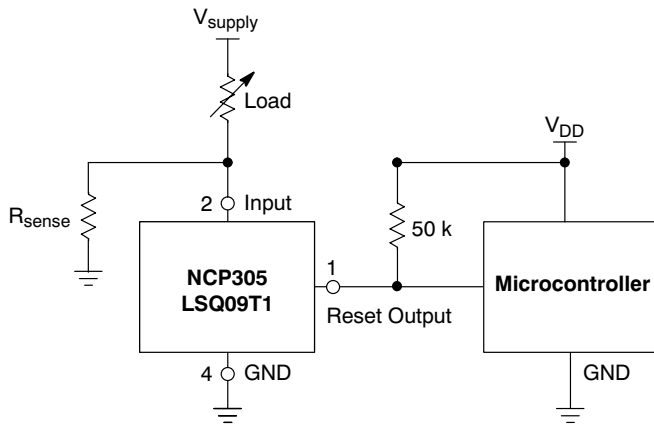 Vsupply
Load
VDD
Rsense
2 Input
50 k
NCP305
LSQ09T1
1
Reset Output
Microcontroller
4 GND
GND